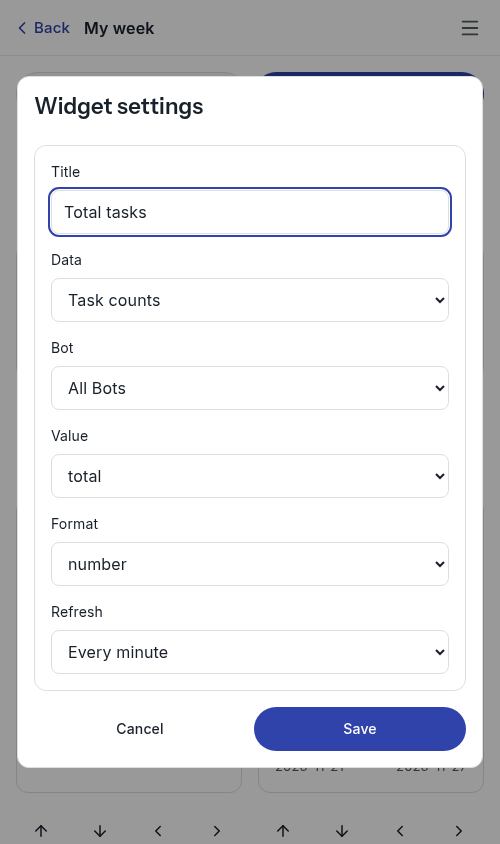 Back My week
Widget settings
Title
Total tasks
Data
Task counts
Bot
All Bots
Value
total
Format
number
Refresh
Every minute
Cancel Save